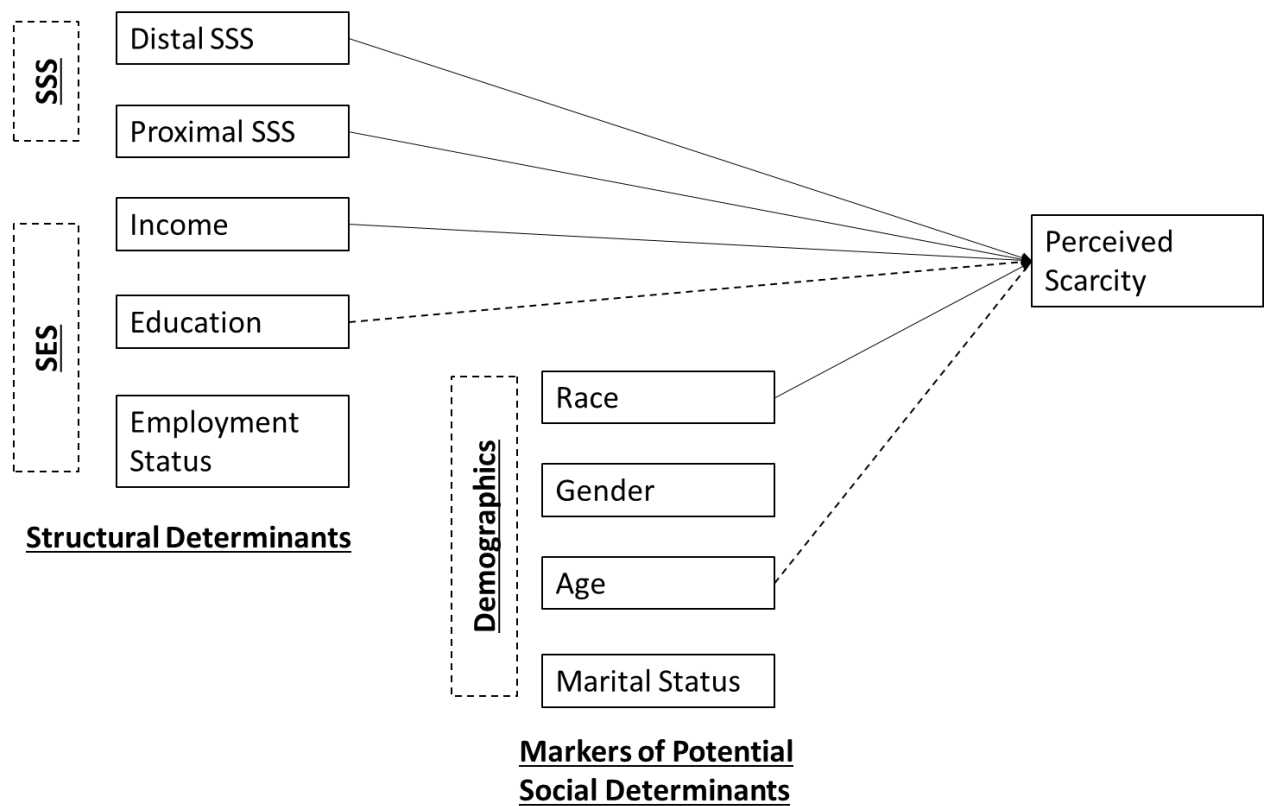 SSS
Distal SSS
Proximal SSS
SES
Income
Education
Employment
Status
Structural Determinants
Demographics
Race
Gender
Age
Marital Status
Markers of Potential
Social Determinants
Perceived
Scarcity